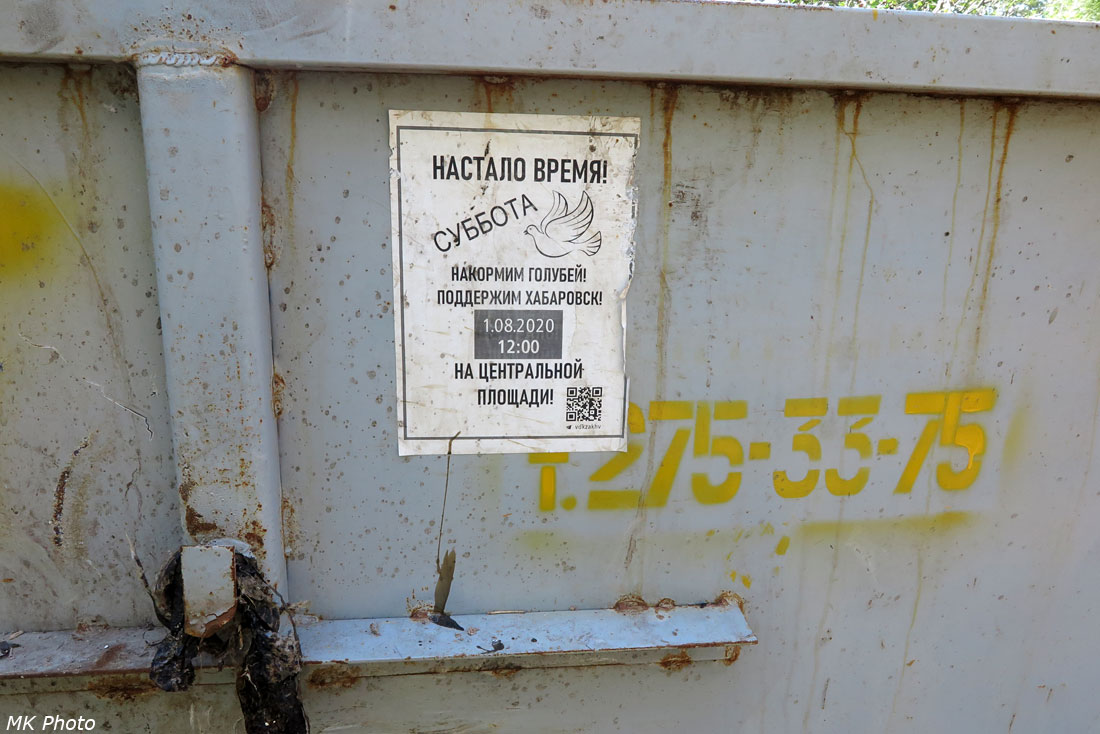 НАСТАЛО ВРЕМЯ!
СУББОТА
НАКОРМИМ ГОЛУБЕЙ!
ПОДДЕРЖИМ ХАБАРОВСК!
1.08.2020
12:00
НА ЦЕНТРАЛЬНОЙ
ПЛОЩАДИ!
vdkzakhv
т.275-33-75
MK Photo